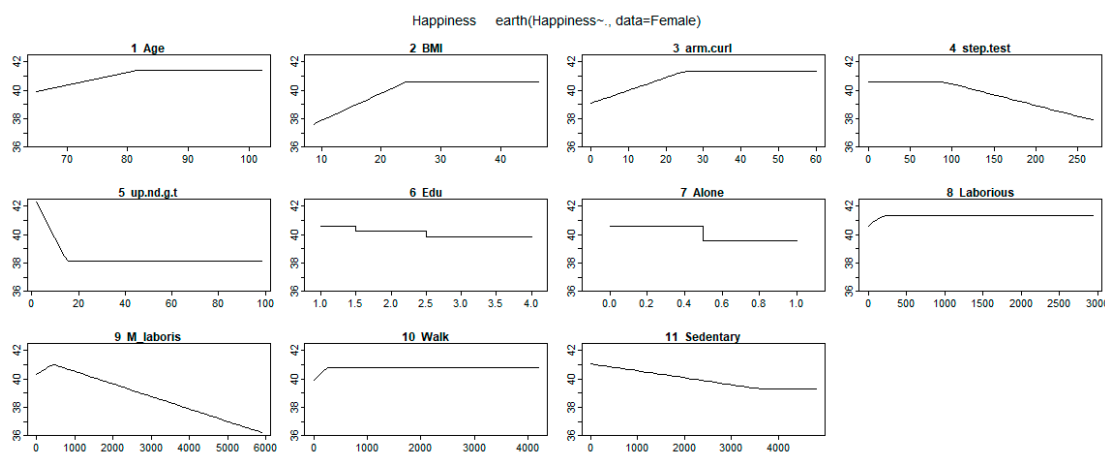 Happiness earth(Happiness~., data=Female)
1 Age
2 BMI
3 arm.curl
4 step.test
36 38 40 42
36 38 40 42
36 38 40 42
36 38 40 42
70 80 90 100
10 20 30 40
0 10 20 30 40 50 60
0 50 100 150 200 250
5 up.nd.g.t
6 Edu
7 Alone
8 Laborious
36 38 40 42
36 38 40 42
36 38 40 42
36 38 40 42
0 20 40 60 80 100
1.0 1.5 2.0 2.5 3.0 3.5 4.0
0.0 0.2 0.4 0.6 0.8 1.0
0 500 1000 1500 2000 2500 300
9 M_laboris
10 Walk
11 Sedentary
36 38 40 42
36 38 40 42
36 38 40 42
0 1000 2000 3000 4000 5000 6000
0 1000 2000 3000 4000
0 1000 2000 3000 4000